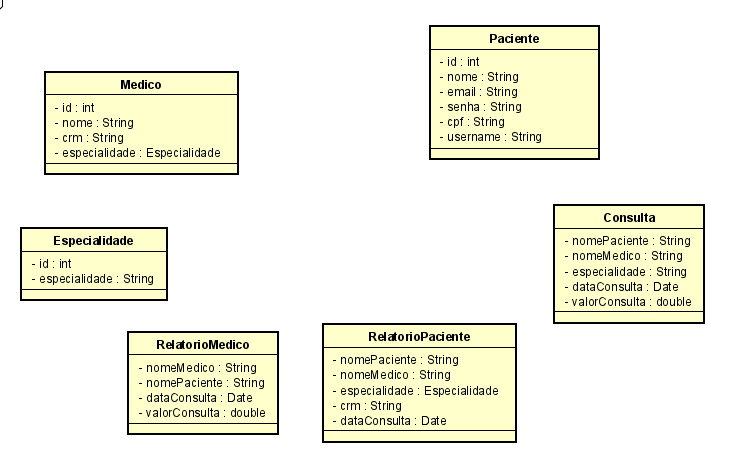 Medico
- id : int
- nome : String
- crm : String
- especialidade : Especialidade
Paciente
- id : int
- nome : String
- email : String
- senha : String
- cpf : String
- username : String
Especialidade
- id : int
- especialidade : String
Consulta
- nomePaciente : String
- nomeMedico : String
- especialidade : String
- dataConsulta : Date
- valorConsulta : double
RelatorioMedico
- nomeMedico : String
- nomePaciente : String
- dataConsulta : Date
- valorConsulta : double
RelatorioPaciente
- nomePaciente : String
- nomeMedico : String
- especialidade : Especialidade
- crm : String
- dataConsulta : Date